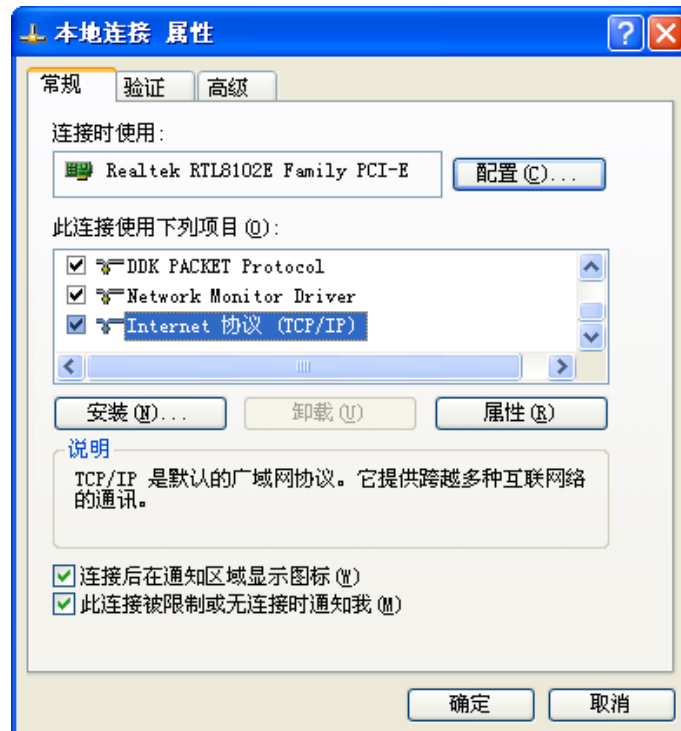 本地连接 属性
常规 验证 高级
连接时使用:
Realtek RTL8102E Family PCI-E 配置(C)...
此连接使用下列项目(O):
DDK PACKET Protocol
Network Monitor Driver
Internet 协议 (TCP/IP)
安装(N)... 卸载(U) 属性(R)
说明
TCP/IP 是默认的广域网协议。它提供跨越多种互联网络
的通讯。
连接后在通知区域显示图标(W)
此连接被限制或无连接时通知我(M)
确定 取消